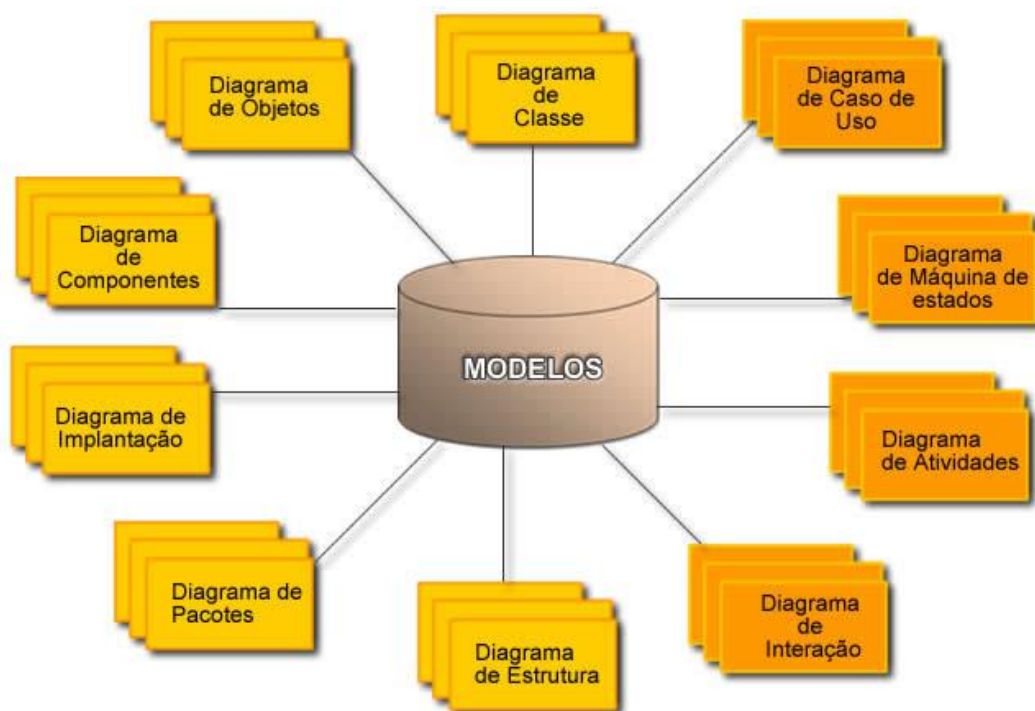 Diagrama
de Objetos
Diagrama
de
Classe
Diagrama
de Caso de
Uso
Diagrama
de
Componentes
Diagrama
de Máquina de
estados
MODELOS
Diagrama de
Implantação
Diagrama
de Atividades
Diagrama de
Pacotes
Diagrama
de Estrutura
Diagrama
de
Interação